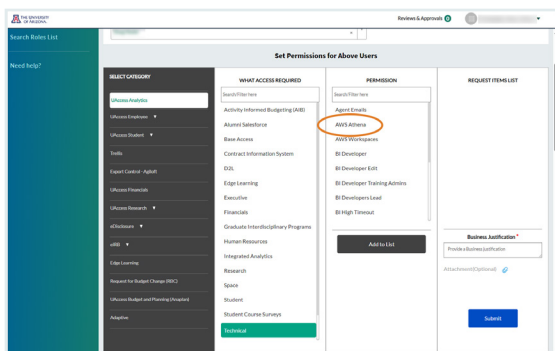 THE UNIVERSITY
OF ARIZONA
Reviews & Approvals 0
Search Roles List
Need help?
Set Permissions for Above Users
SELECT CATEGORY
UAccess Analytics
UAccess Employee
UAccess Student
Trellis
Export Control - Agiloft
UAccess Financials
UAccess Research
eDisclosure
eIRB
Edge Learning
Request for Budget Change (RBC)
UAccess Budget and Planning (Anaplan)
Adaptive
WHAT ACCESS REQUIRED
Search/Filter here
Activity Informed Budgeting (AIB)
Alumni Salesforce
Base Access
Contract Information System
D2L
Edge Learning
Executive
Financials
Graduate Interdisciplinary Programs
Human Resources
Integrated Analytics
Research
Space
Student
Student Course Surveys
Technical
PERMISSION
Search/Filter here
Agent Emails
AWS Athena
AWS Workspaces
BI Developer
BI Developer Edit
BI Developer Training Admins
BI Developers Lead
BI High Timeout
Add to List
REQUEST ITEMS LIST
Business Justification *
Provide a Business Justification
Attachment(Optional)
Submit